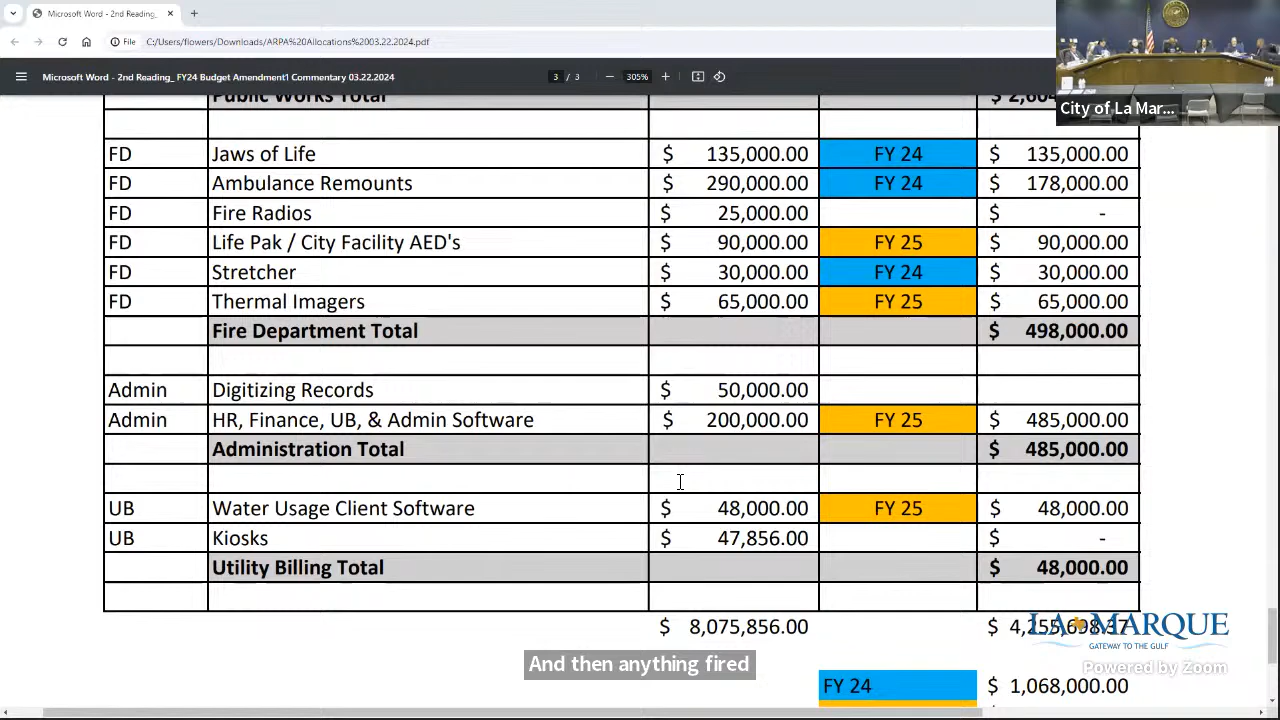 Microsoft Word - 2nd Reading_
File C:/Users/flowers/Downloads/ARPA%20Allocations%2003.22.2024.pdf
Microsoft Word - 2nd Reading_ FY24 Budget Amendment1 Commentary 03.22.2024 3 / 3 305%
City of La Mar...
Public Works Total
FD Jaws of Life $ 135,000.00 FY 24 $ 135,000.00
FD Ambulance Remounts $ 290,000.00 FY 24 $ 178,000.00
FD Fire Radios $ 25,000.00 $ -
FD Life Pak / City Facility AED's $ 90,000.00 FY 25 $ 90,000.00
FD Stretcher $ 30,000.00 FY 24 $ 30,000.00
FD Thermal Imagers $ 65,000.00 FY 25 $ 65,000.00
Fire Department Total $ 498,000.00
Admin Digitizing Records $ 50,000.00
Admin HR, Finance, UB, & Admin Software $ 200,000.00 FY 25 $ 485,000.00
Administration Total $ 485,000.00
UB Water Usage Client Software $ 48,000.00 FY 25 $ 48,000.00
UB Kiosks $ 47,856.00 $ -
Utility Billing Total $ 48,000.00
$ 8,075,856.00 $
LA MARQUE
GATEWAY TO THE GULF
And then anything fired
Powered by Zoom
FY 24 $ 1,068,000.00